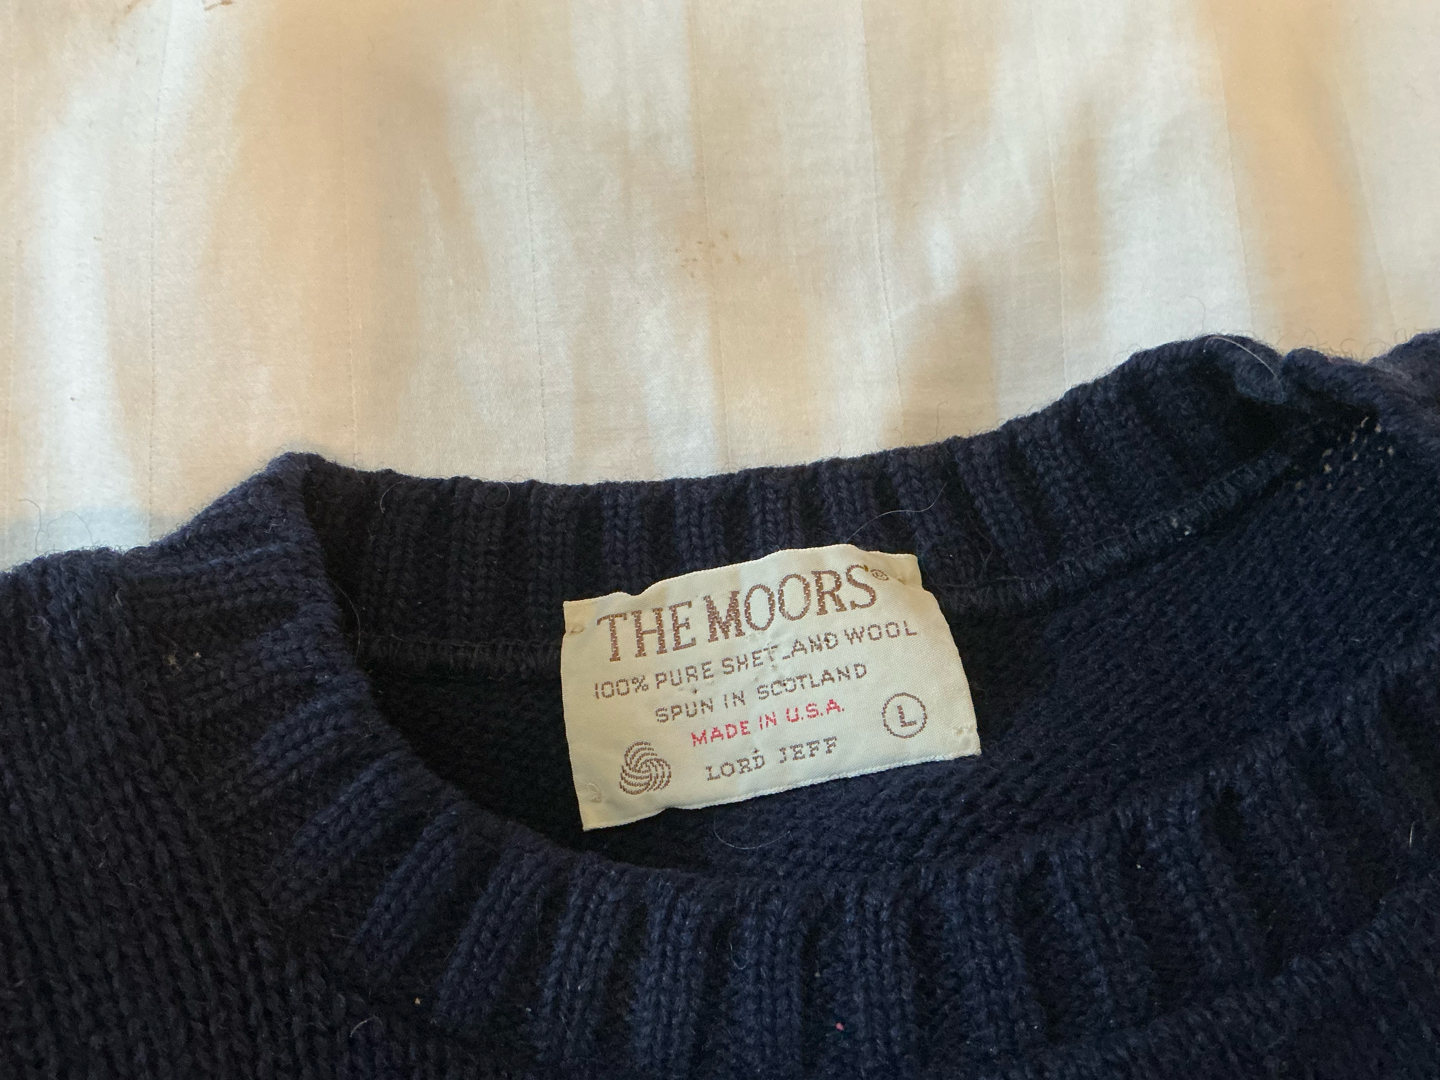 THE MOORS®
100% PURE SHETLAND WOOL
SPUN IN SCOTLAND
MADE IN U.S.A.
L
LORD JEFF